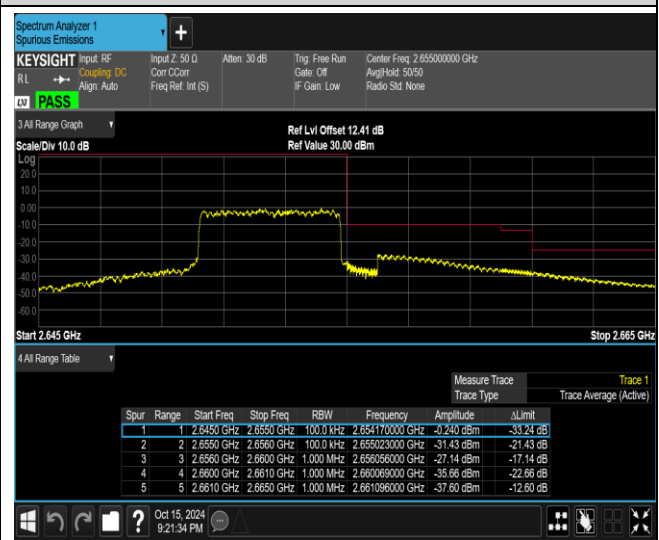 Spectrum Analyzer 1
Spurious Emissions
+
KEYSIGHT Input: RF Input Z: 50 Ω Atten: 30 dB Trig: Free Run Center Freq: 2.655000000 GHz
RL Coupling: DC Corr CCorr Gate: Off Avg|Hold: 50/50
Align: Auto Freq Ref: Int (S) IF Gain: Low Radio Std: None
LXI PASS
3 All Range Graph
Ref Lvl Offset 12.41 dB
Scale/Div 10.0 dB Ref Value 30.00 dBm
Log
20.0
10.0
0.00
-10.0
-20.0
-30.0
-40.0
-50.0
-60.0
Start 2.645 GHz Stop 2.665 GHz
4 All Range Table
Measure Trace Trace 1
Trace Type Trace Average (Active)
Spur Range Start Freq Stop Freq RBW Frequency Amplitude ΔLimit
1 1 2.6450 GHz 2.6550 GHz 100.0 kHz 2.654170000 GHz -0.240 dBm -33.24 dB
2 2 2.6550 GHz 2.6560 GHz 100.0 kHz 2.655023000 GHz -31.43 dBm -21.43 dB
3 3 2.6560 GHz 2.6600 GHz 1.000 MHz 2.656056000 GHz -27.14 dBm -17.14 dB
4 4 2.6600 GHz 2.6610 GHz 1.000 MHz 2.660069000 GHz -35.66 dBm -22.66 dB
5 5 2.6610 GHz 2.6650 GHz 1.000 MHz 2.661096000 GHz -37.60 dBm -12.60 dB
? Oct 15, 2024
9:21:34 PM